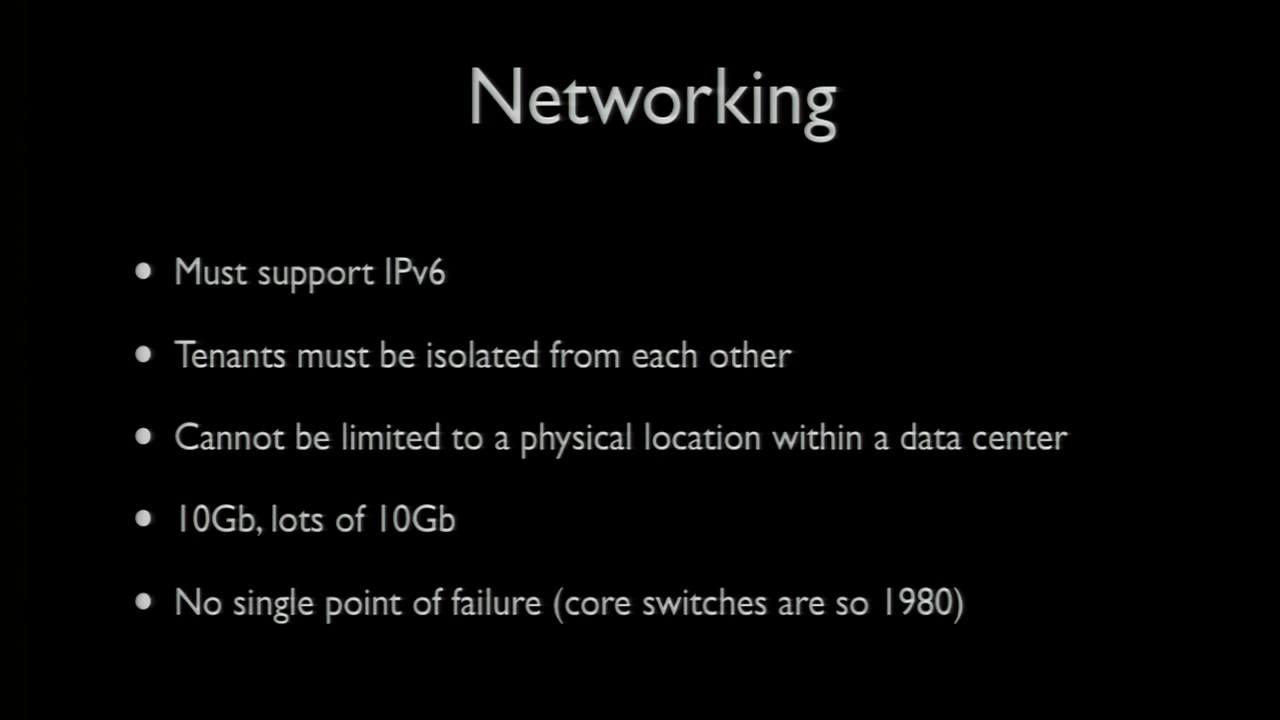 Networking
• Must support IPv6
• Tenants must be isolated from each other
• Cannot be limited to a physical location within a data center
• 10Gb, lots of 10Gb
• No single point of failure (core switches are so 1980)